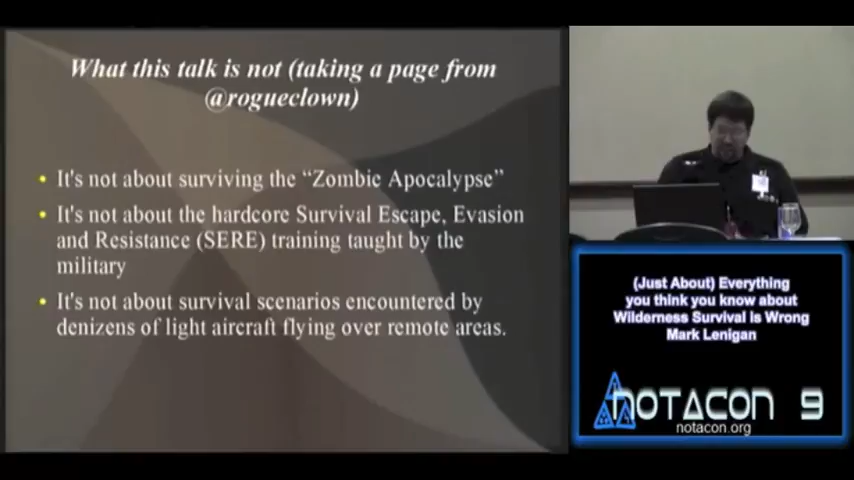 What this talk is not (taking a page from
@rogueclown)
It's not about surviving the “Zombie Apocalypse”
It's not about the hardcore Survival Escape, Evasion
and Resistance (SERE) training taught by the
military
It's not about survival scenarios encountered by
denizens of light aircraft flying over remote areas.
(Just About) Everything
you think you know about
Wilderness Survival is Wrong
Mark Lenigan
NOTACON 9
notacon.org